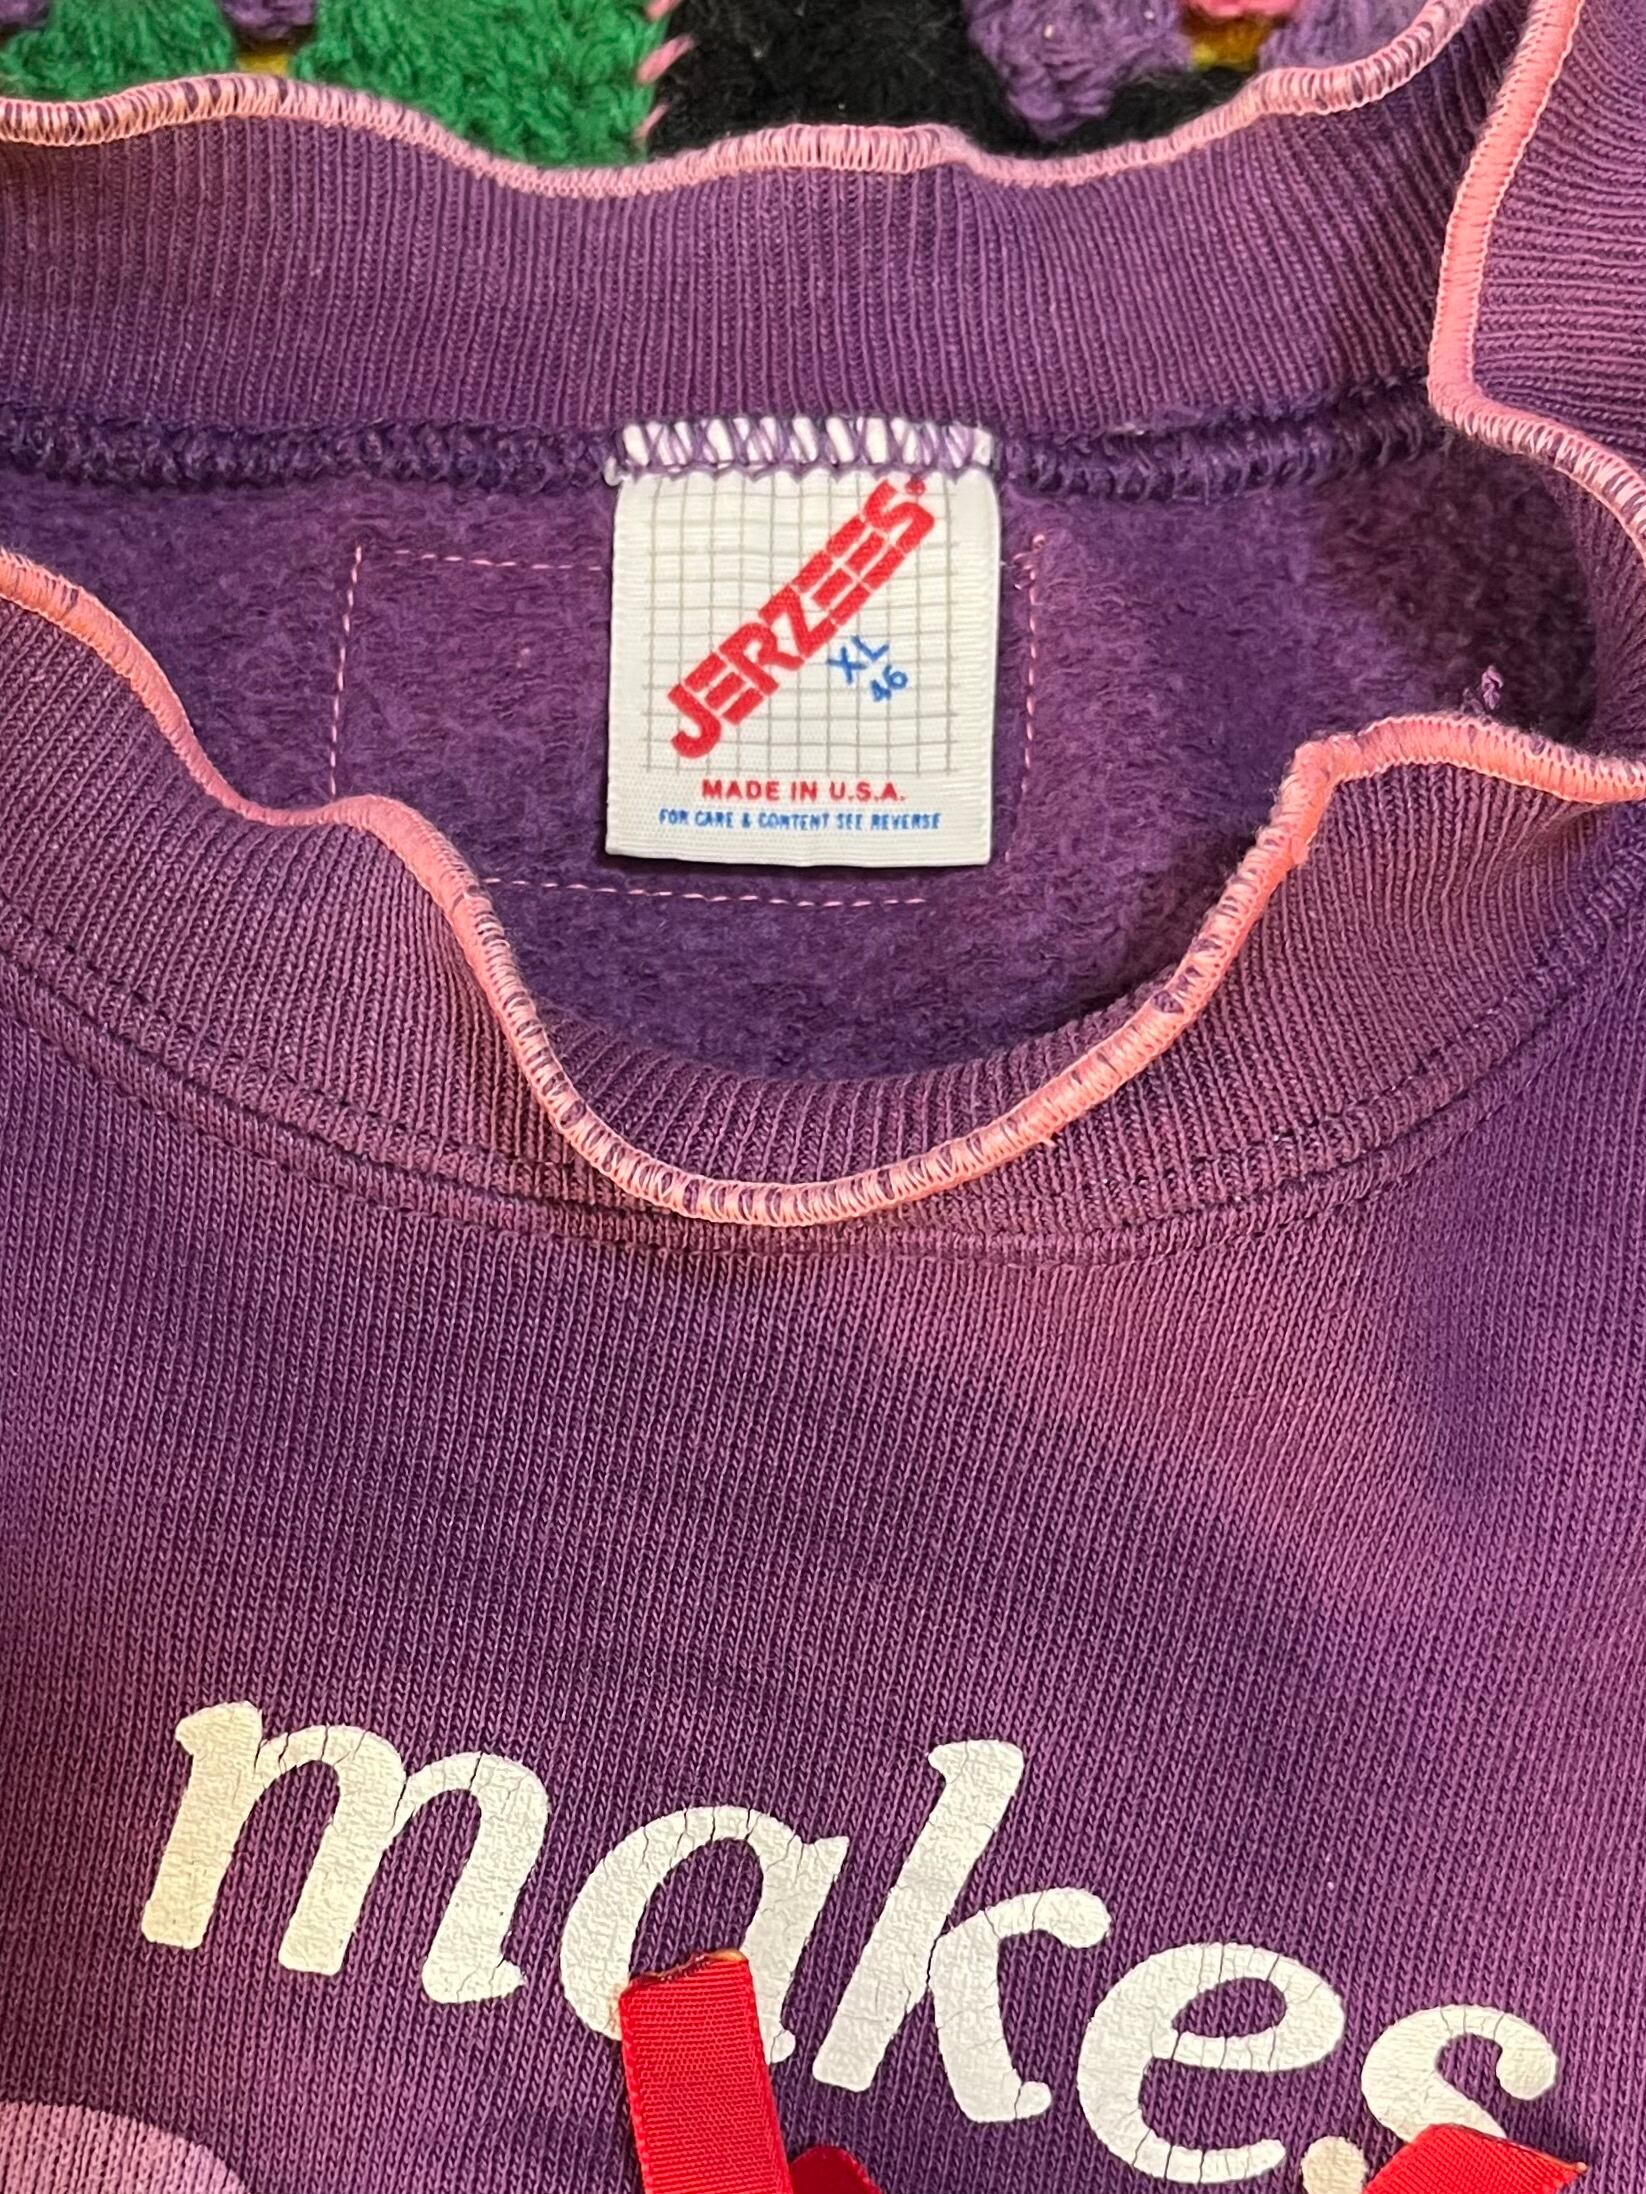 JERZEES®
XL
46
MADE IN U.S.A.
FOR CARE & CONTENT SEE REVERSE
makes